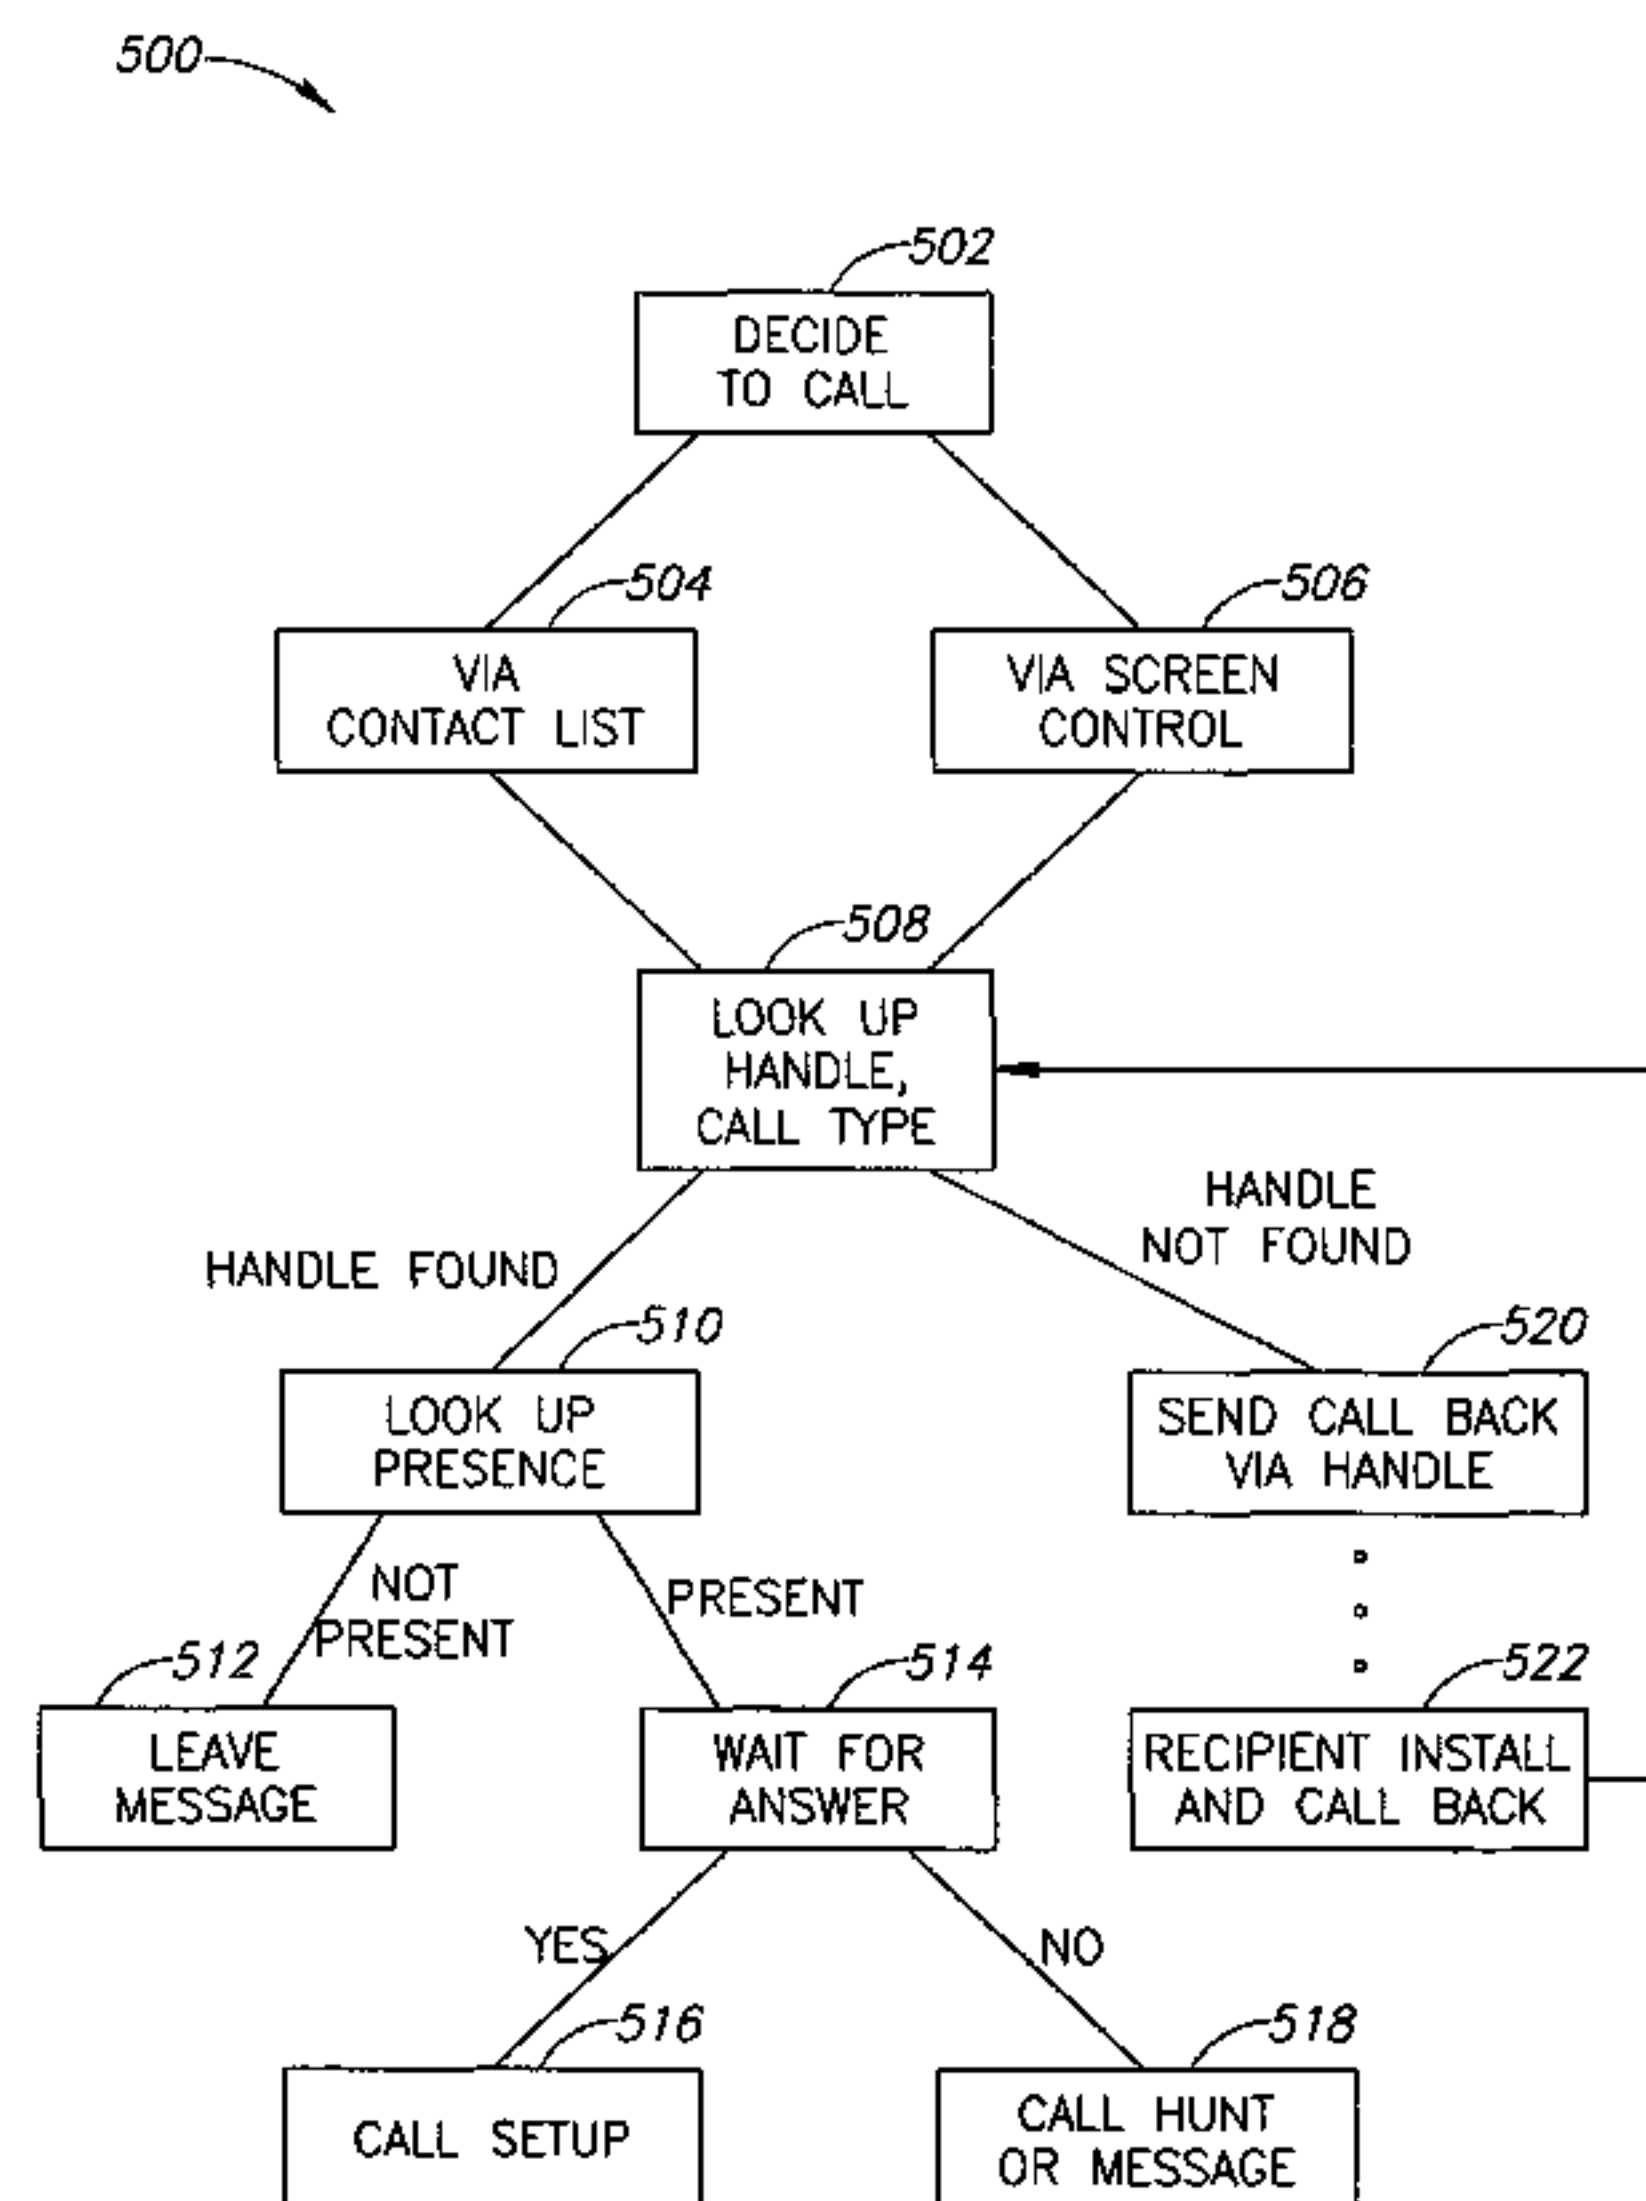 500
502
DECIDE
TO CALL
504
VIA
CONTACT LIST
506
VIA SCREEN
CONTROL
508
LOOK UP
HANDLE,
CALL TYPE
HANDLE FOUND
HANDLE
NOT FOUND
510
LOOK UP
PRESENCE
520
SEND CALL BACK
VIA HANDLE
NOT
PRESENT
PRESENT
512
LEAVE
MESSAGE
514
WAIT FOR
ANSWER
522
RECIPIENT INSTALL
AND CALL BACK
YES
NO
516
CALL SETUP
518
CALL HUNT
OR MESSAGE